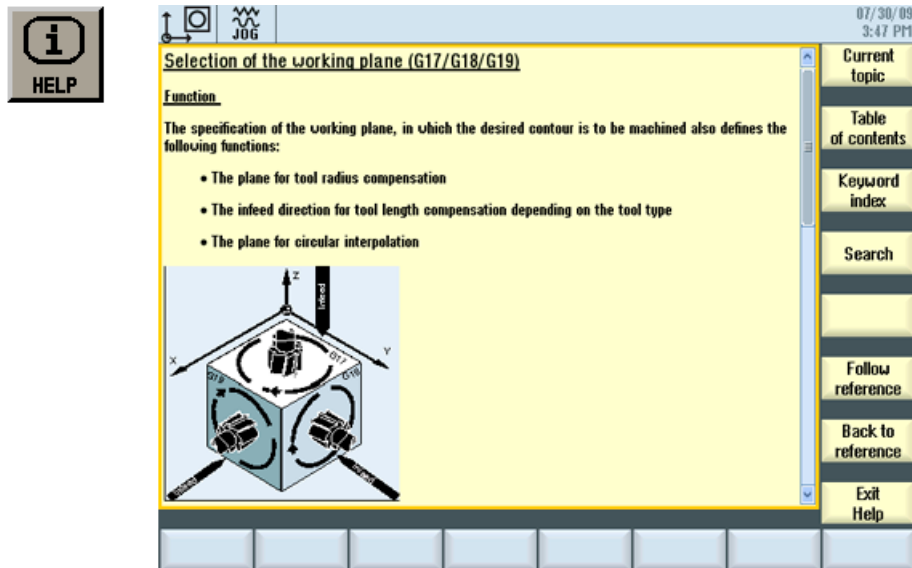 HELP
JOG
07/30/09
3:47 PM
Selection of the working plane (G17/G18/G19)
Function
The specification of the working plane, in which the desired contour is to be machined also defines the
following functions:
• The plane for tool radius compensation
• The infeed direction for tool length compensation depending on the tool type
• The plane for circular interpolation
Z
Infeed
X
Y
G17
G19
G18
Infeed
Infeed
Current
topic
Table
of contents
Keyword
index
Search
Follow
reference
Back to
reference
Exit
Help